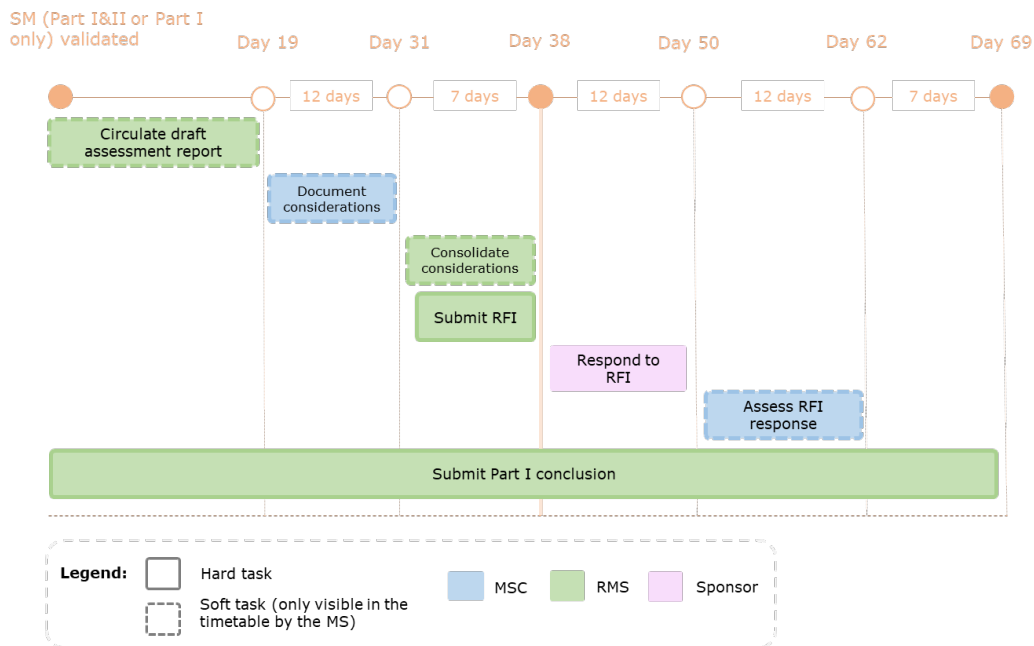 SM (Part I&II or Part I
only) validated
Day 19
Day 31
Day 38
Day 50
Day 62
Day 69
12 days
7 days
12 days
12 days
7 days
Circulate draft
assessment report
Document
considerations
Consolidate
considerations
Submit RFI
Respond to
RFI
Assess RFI
response
Submit Part I conclusion
Legend:
Hard task
Soft task (only visible in the
timetable by the MS)
MSC
RMS
Sponsor